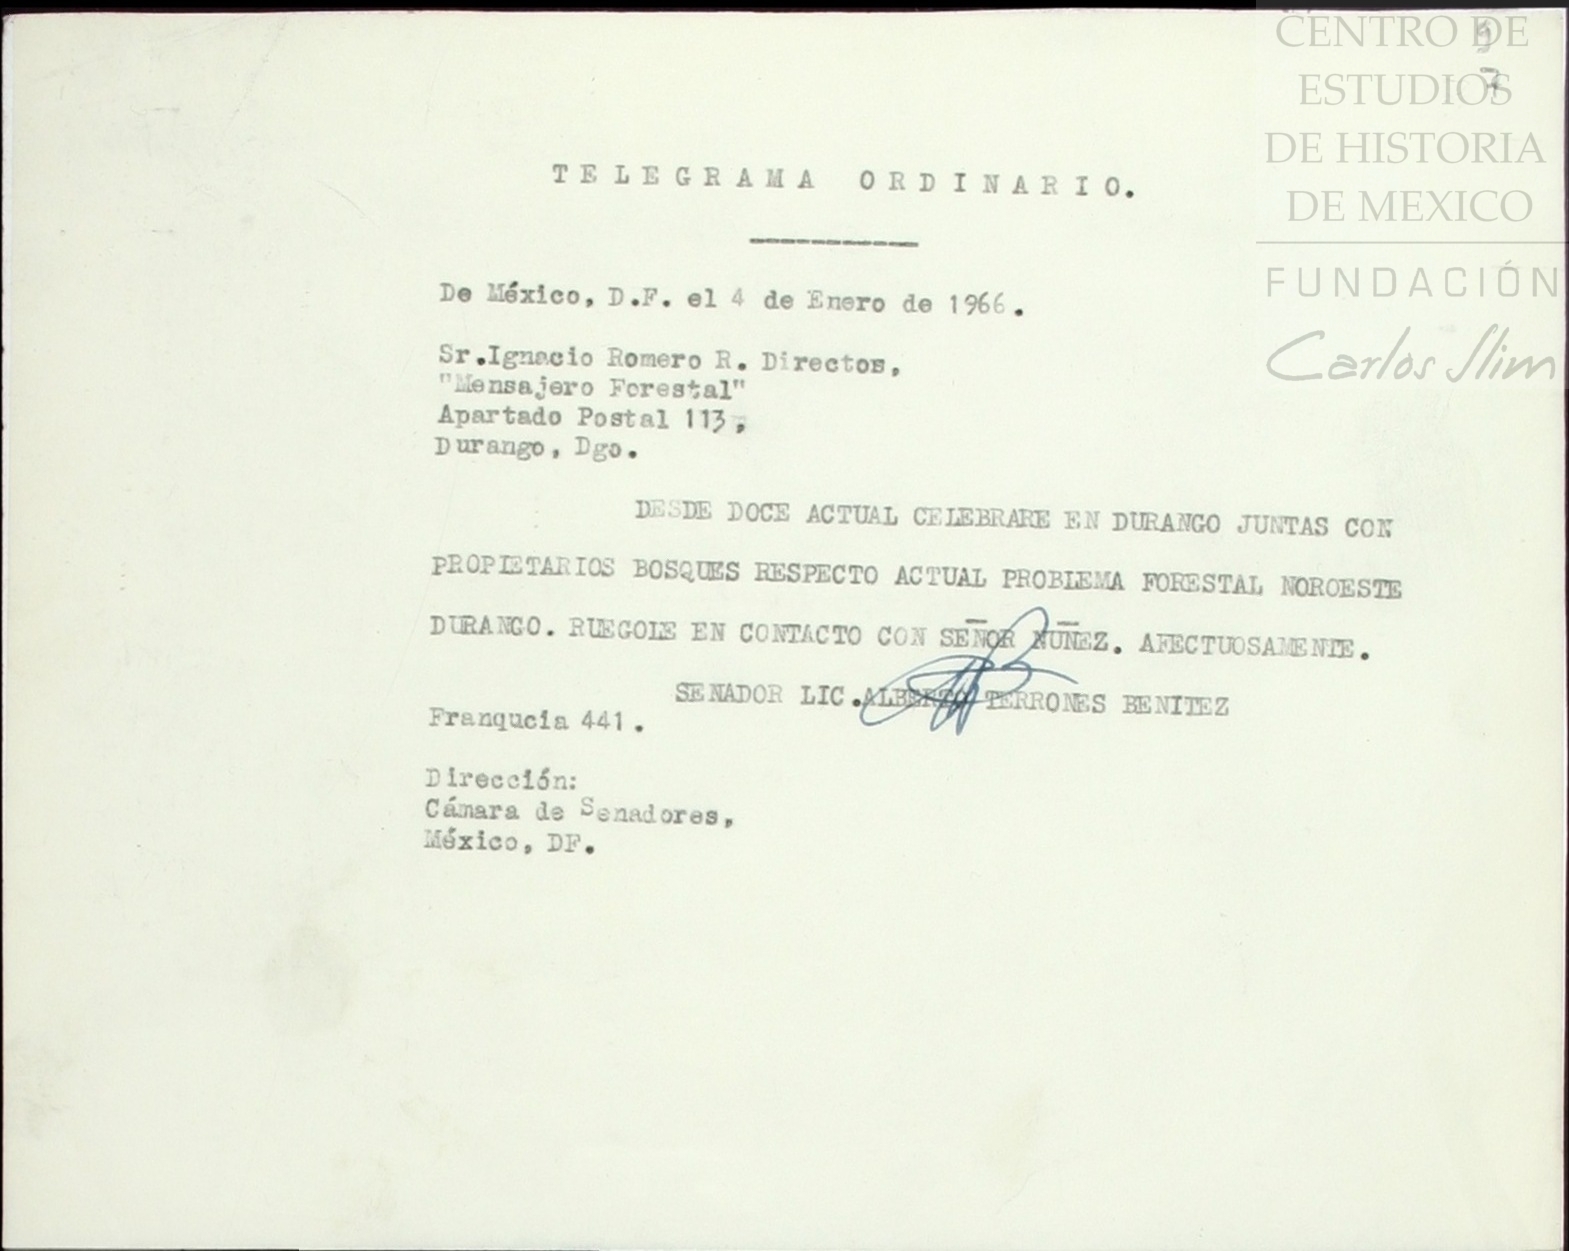 CENTRO DE
ESTUDIOS
DE HISTORIA
DE MEXICO
FUNDACIÓN
Carlos Slim
TELEGRAMA ORDINARIO.
De México, D.F. el 4 de Enero de 1966.
Sr.Ignacio Romero R. Directos,
"Mensajero Forestal"
Apartado Postal 113,
Durango, Dgo.
DESDE DOCE ACTUAL CELEBRARE EN DURANGO JUNTAS CON
PROPIETARIOS BOSQUES RESPECTO ACTUAL PROBLEMA FORESTAL NOROESTE
DURANGO. RUEGOLE EN CONTACTO CON SEÑOR NUÑEZ. AFECTUOSAMENTE.
SENADOR LIC.ALBERTO TERRONES BENITEZ
Franqucia 441.
Dirección:
Cámara de Senadores,
México, DF.